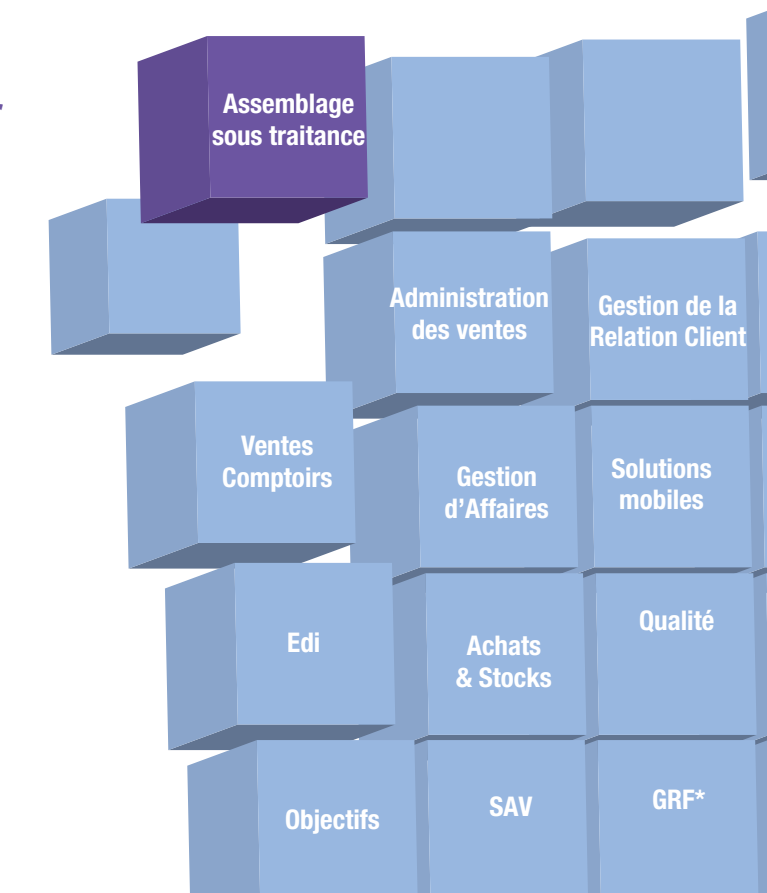 Assemblage
sous traitance
Administration
des ventes
Gestion de la
Relation Client
Ventes
Comptoirs
Gestion
d’Affaires
Solutions
mobiles
Edi
Achats
& Stocks
Qualité
Objectifs
SAV
GRF*